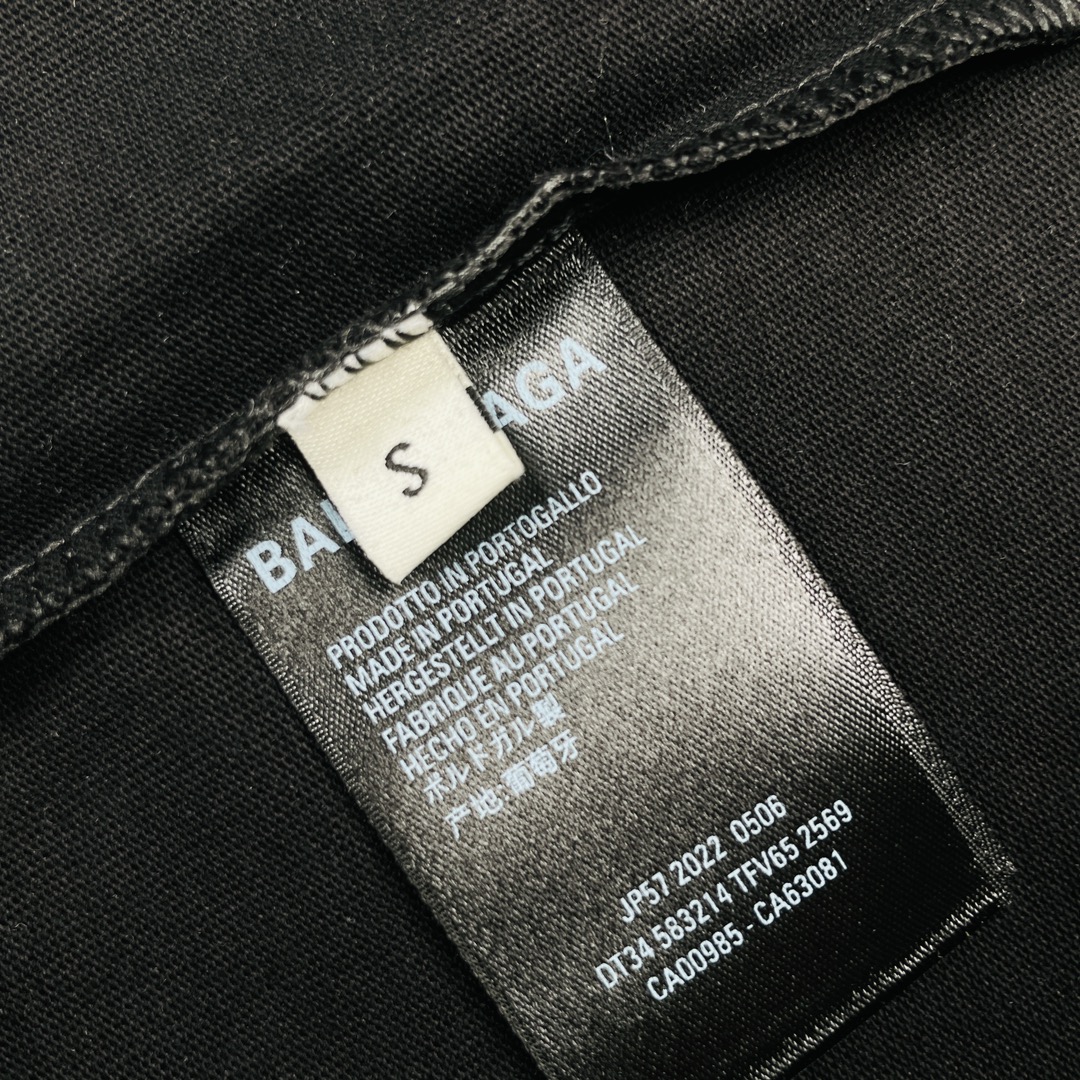 S
BAL AGA
PRODOTTO IN PORTOGALLO
MADE IN PORTUGAL
HERGESTELLT IN PORTUGAL
FABRIQUE AU PORTUGAL
HECHO EN PORTUGAL
ポルトガル製
产地:葡萄牙
JP57 2022 0506
DT34 583214 TFV65 2569
CA00985 - CA63081